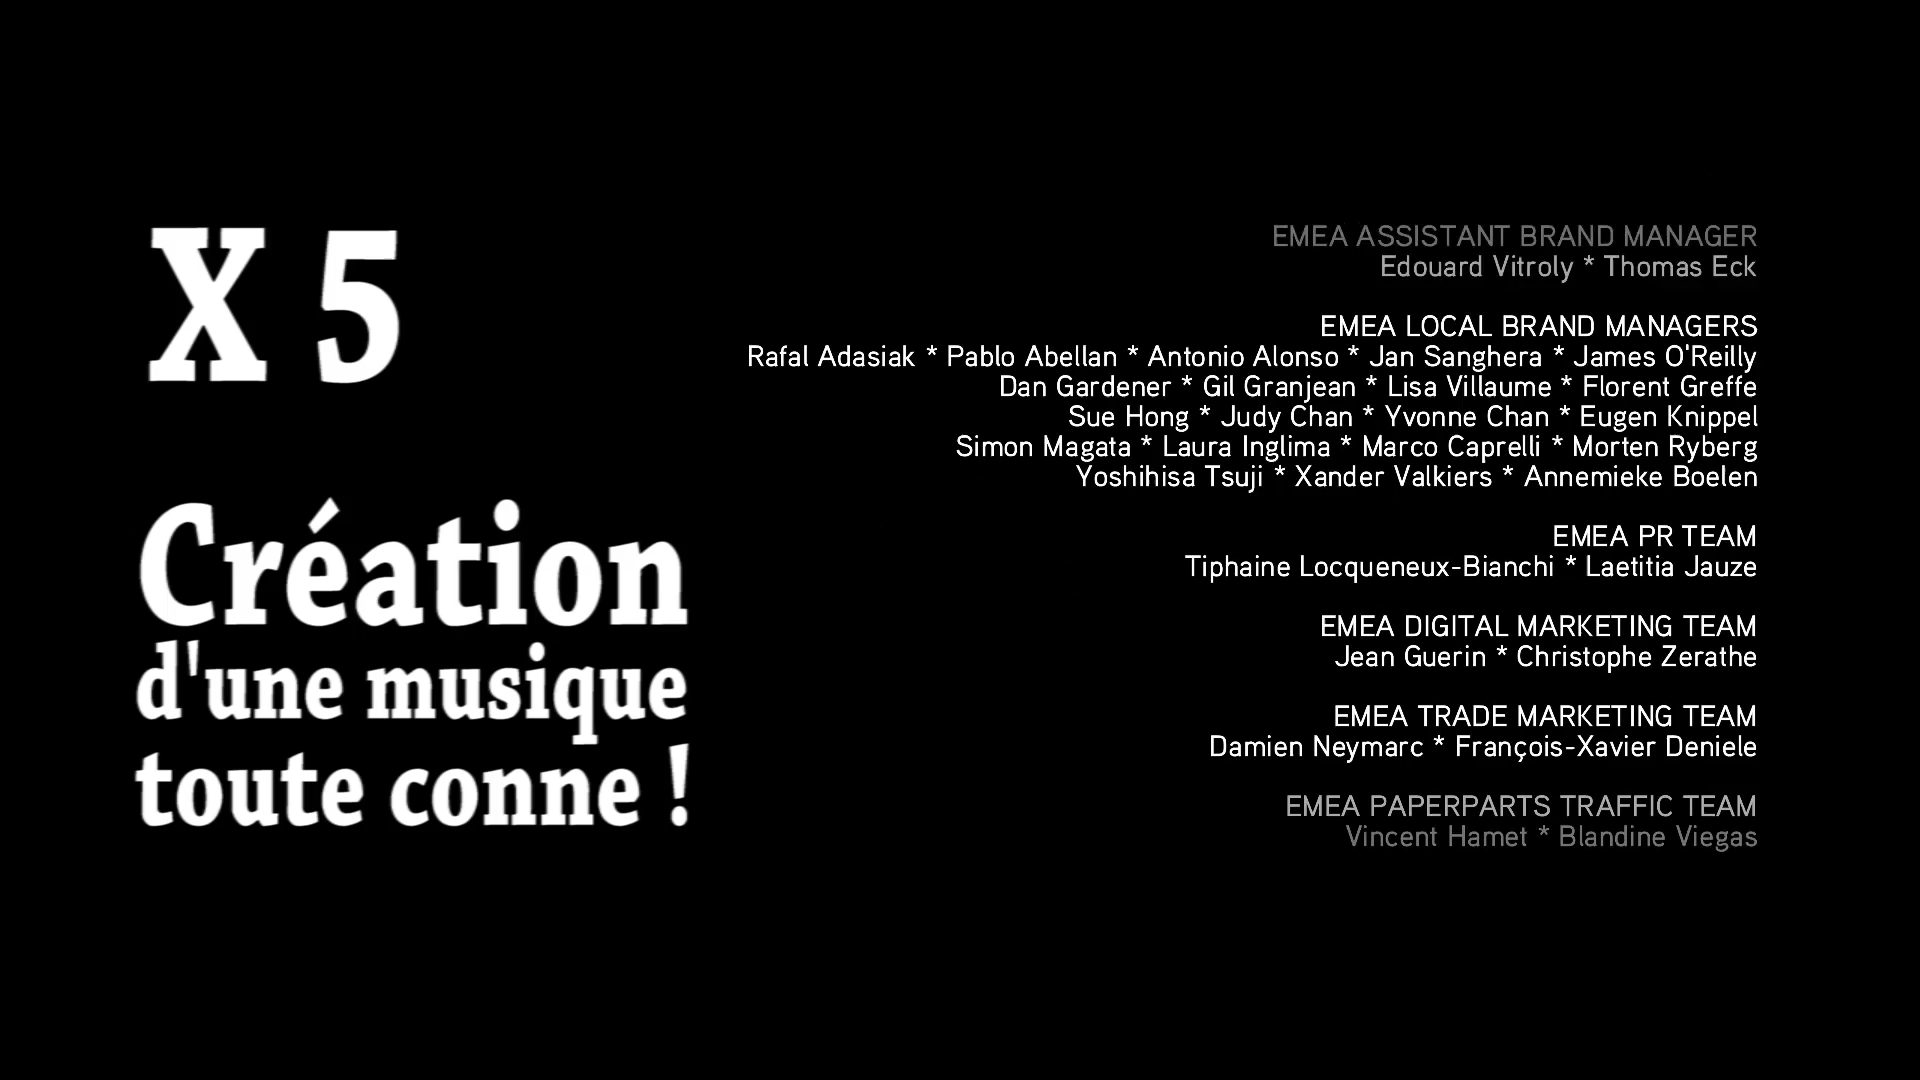 X 5
Création
d'une musique
toute conne !
EMEA ASSISTANT BRAND MANAGER
Edouard Vitroly * Thomas Eck
EMEA LOCAL BRAND MANAGERS
Rafal Adasiak * Pablo Abellan * Antonio Alonso * Jan Sanghera * James O'Reilly
Dan Gardener * Gil Granjean * Lisa Villaume * Florent Greffe
Sue Hong * Judy Chan * Yvonne Chan * Eugen Knippel
Simon Magata * Laura Inglima * Marco Caprelli * Morten Ryberg
Yoshihisa Tsuji * Xander Valkiers * Annemieke Boelen
EMEA PR TEAM
Tiphaine Locqueneux-Bianchi * Laetitia Jauze
EMEA DIGITAL MARKETING TEAM
Jean Guerin * Christophe Zerathe
EMEA TRADE MARKETING TEAM
Damien Neymarc * François-Xavier Deniele
EMEA PAPERPARTS TRAFFIC TEAM
Vincent Hamet * Blandine Viegas